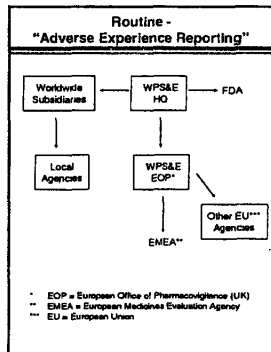 Routine -
"Adverse Experience Reporting"
Worldwide
Subsidiaries
WPS&E
HQ
FDA
Local
Agencies
WPS&E
EOP*
Other EU***
Agencies
EMEA**
* EOP = European Office of Pharmacovigilance (UK)
** EMEA = European Medicines Evaluation Agency
*** EU = European Union